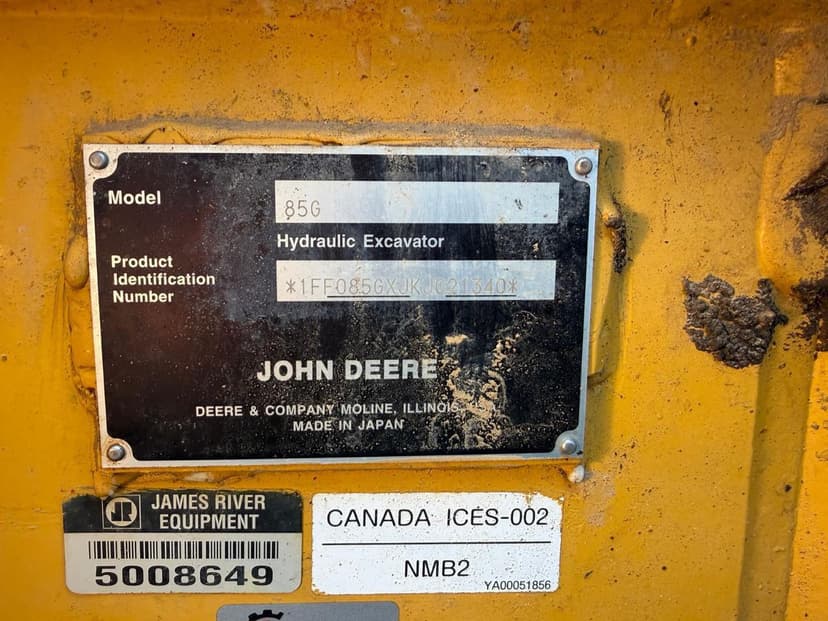 Model
85G
Hydraulic Excavator
Product
Identification
Number
*1FF085GXJKJ021340*
JOHN DEERE
DEERE & COMPANY MOLINE, ILLINOIS
MADE IN JAPAN
JAMES RIVER
EQUIPMENT
5008649
CANADA ICES-002
NMB2
YA00051856